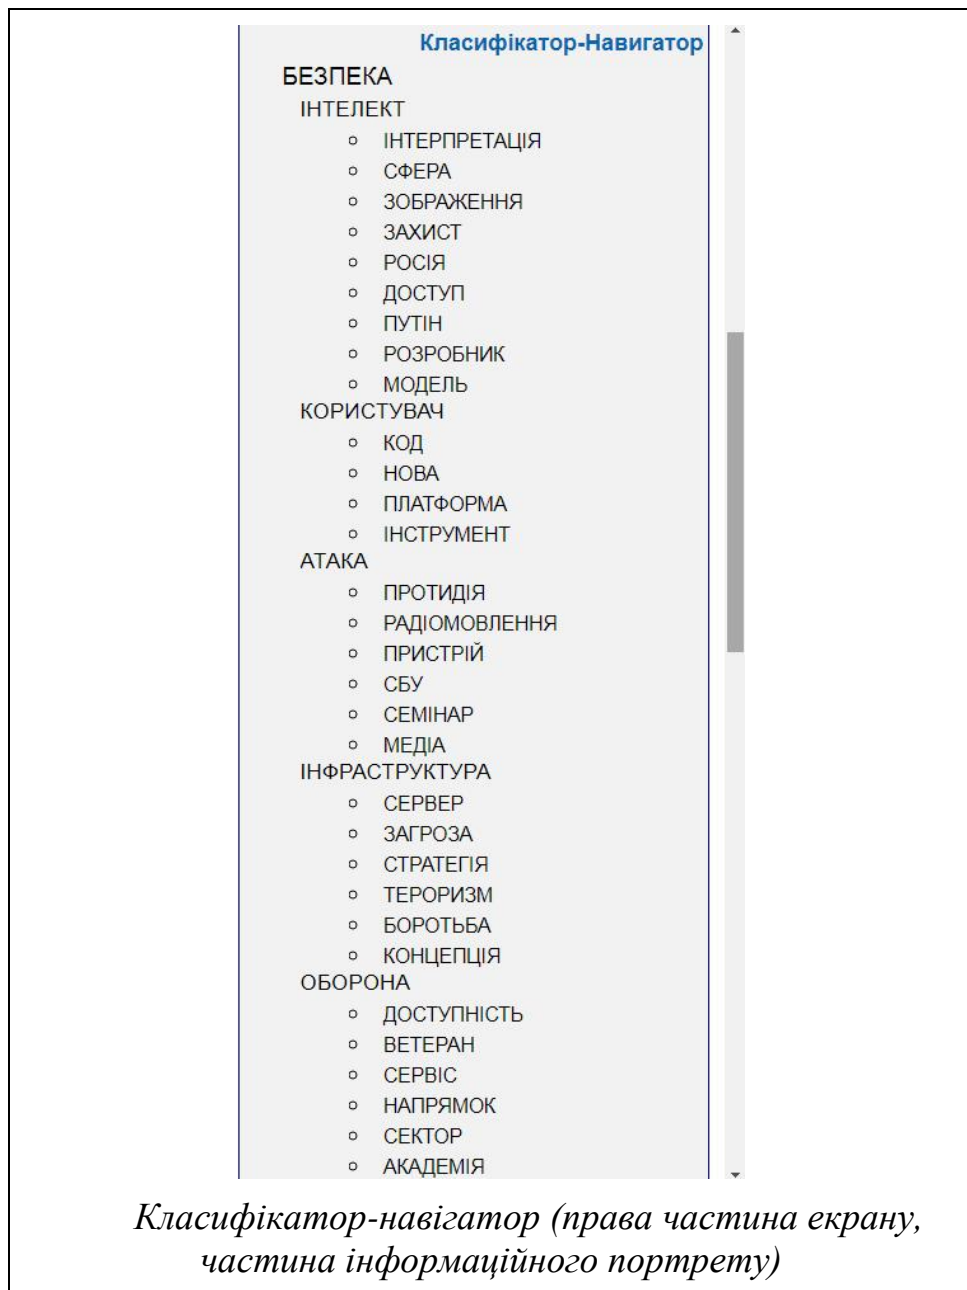 Класифікатор-Навигатор
БЕЗПЕКА
ІНТЕЛЕКТ
ІНТЕРПРЕТАЦІЯ
СФЕРА
ЗОБРАЖЕННЯ
ЗАХИСТ
РОСІЯ
ДОСТУП
ПУТІН
РОЗРОБНИК
МОДЕЛЬ
КОРИСТУВАЧ
КОД
НОВА
ПЛАТФОРМА
ІНСТРУМЕНТ
АТАКА
ПРОТИДІЯ
РАДІОМОВЛЕННЯ
ПРИСТРІЙ
СБУ
СЕМІНАР
МЕДІА
ІНФРАСТРУКТУРА
СЕРВЕР
ЗАГРОЗА
СТРАТЕГІЯ
ТЕРОРИЗМ
БОРОТЬБА
КОНЦЕПЦІЯ
ОБОРОНА
ДОСТУПНІСТЬ
ВЕТЕРАН
СЕРВІС
НАПРЯМОК
СЕКТОР
АКАДЕМІЯ
Класифікатор-навігатор (права частина екрану,
частина інформаційного портрету)